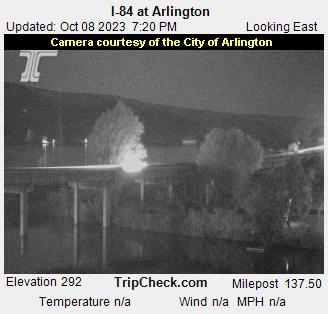 I-84 at Arlington
Updated: Oct 08 2023 7:20 PM Looking East
Camera courtesy of the City of Arlington
Elevation 292 TripCheck.com Milepost 137.50
Temperature n/a Wind n/a MPH n/a